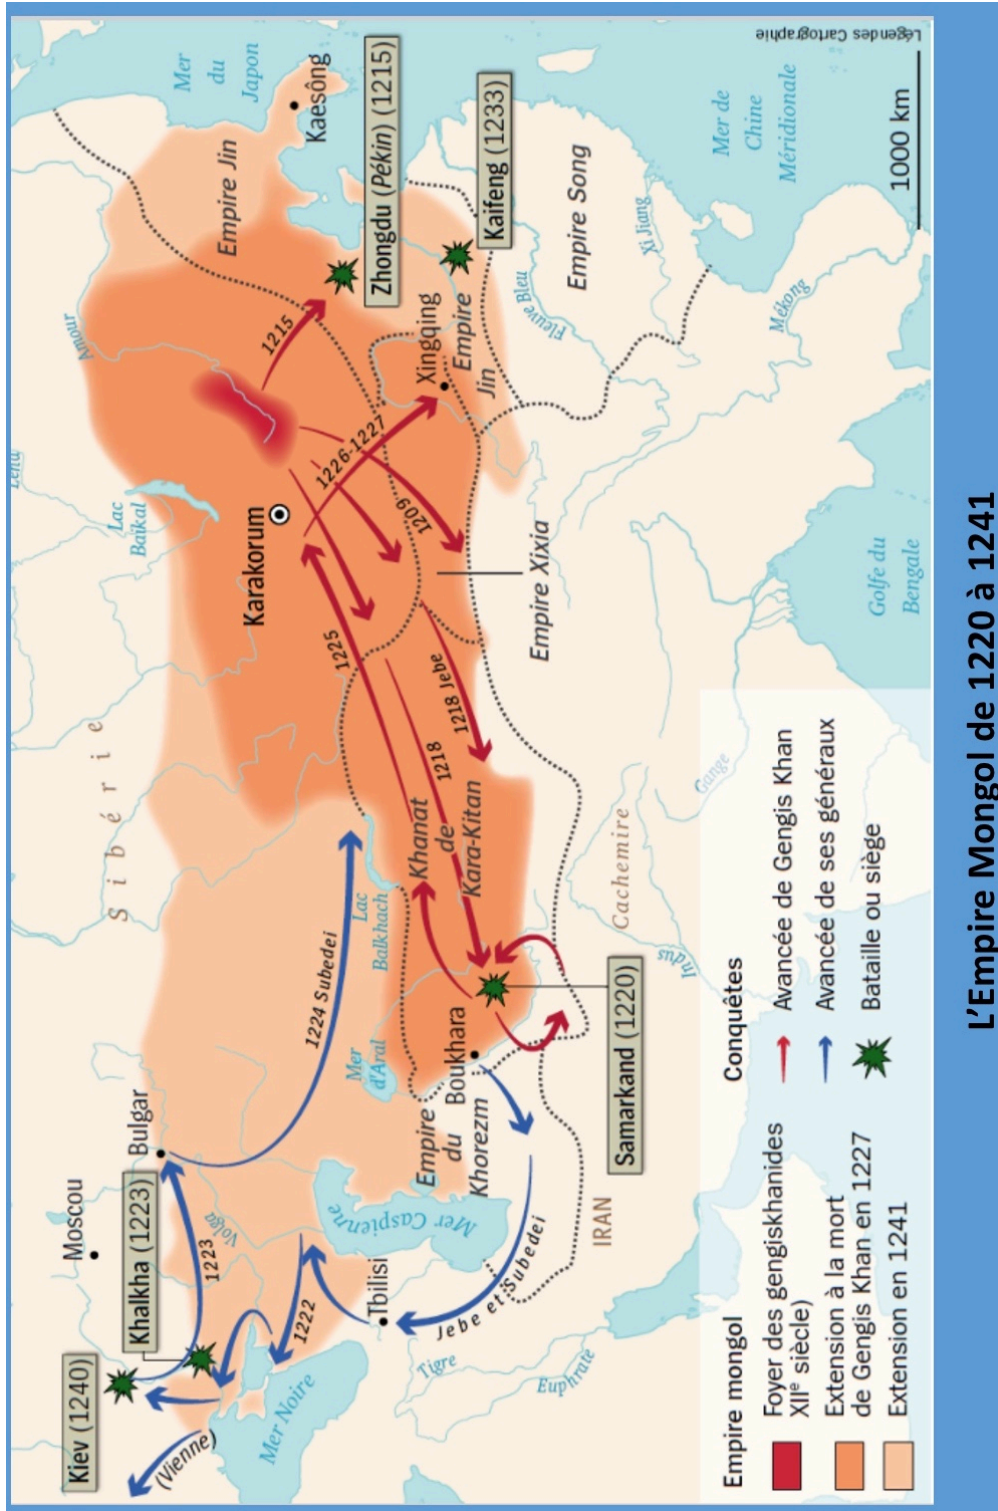 Légendes Cartographie
Mer
du
Japon
Kaesŏng
Empire Jin
Zhongdu (Pékin) (1215)
Kaifeng (1233)
Mer de
Chine
Méridionale
1000 km
Empire Song
Xi Jiang
Fleuve Bleu
Mékong
Amour
1215
Xingqing
Empire
Jin
Lena
Lac
Baïkal
Karakorum
1226-1227
1209
Empire Xixia
Golfe du
Bengale
1225
1218 Jebe
1218
Sibérie
Khanat
de
Kara-Kitan
Gange
Cachemire
Indus
Lac
Balkhach
1224 Subedei
Mer
d'Aral
Boukhara
Samarkand (1220)
Empire
du
Khorezm
Bulgar
Moscou
Khalkha (1223)
1223
Volga
Mer Caspienne
IRAN
Tbilisi
Jebe et Subedei
1222
Tigre
Euphrate
Kiev (1240)
Mer Noire
(Vienne)
Empire mongol
Foyer des gengiskhanides
XIIe siècle)
Extension à la mort
de Gengis Khan en 1227
Extension en 1241
Conquêtes
Avancée de Gengis Khan
Avancée de ses généraux
Bataille ou siège
L'Empire Mongol de 1220 à 1241